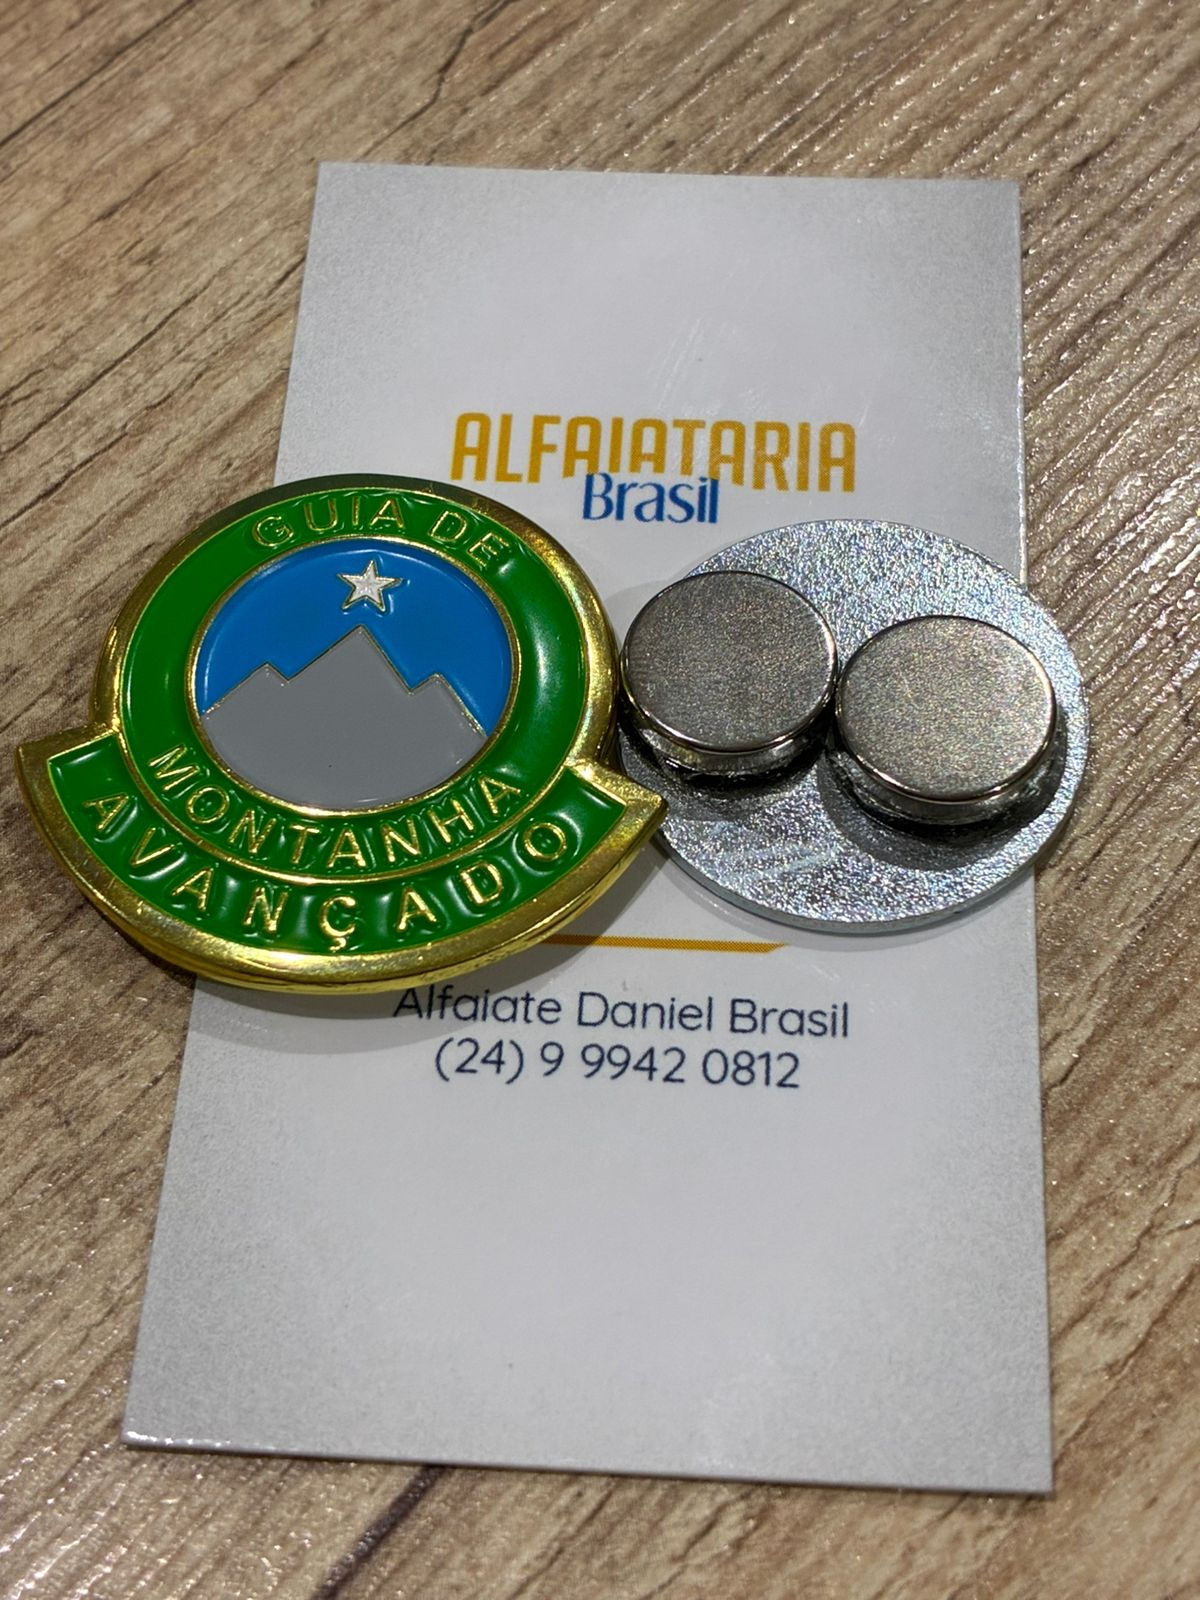 ALFAIATARIA
Brasil
GUIA DE
MONTANHA
AVANÇADO
Alfaiate Daniel Brasil
(24) 9 9942 0812